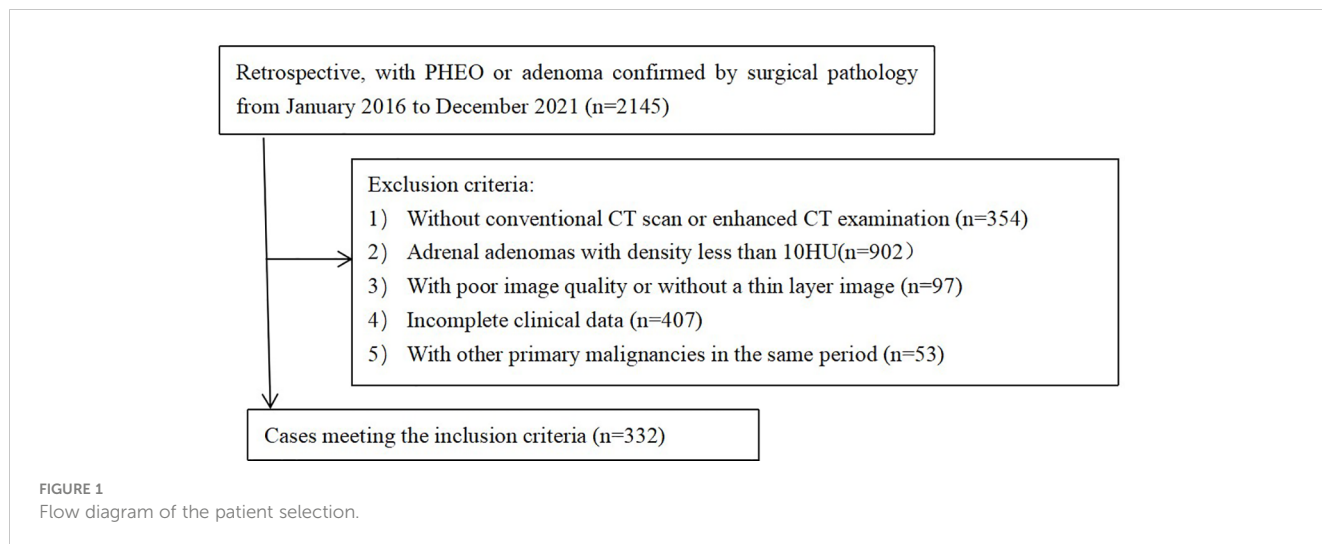 Retrospective, with PHEO or adenoma confirmed by surgical pathology
from January 2016 to December 2021 (n=2145)
Exclusion criteria:
1） Without conventional CT scan or enhanced CT examination (n=354)
2） Adrenal adenomas with density less than 10HU(n=902）
3） With poor image quality or without a thin layer image (n=97)
4） Incomplete clinical data (n=407)
5） With other primary malignancies in the same period (n=53)
Cases meeting the inclusion criteria (n=332)
FIGURE 1
Flow diagram of the patient selection.